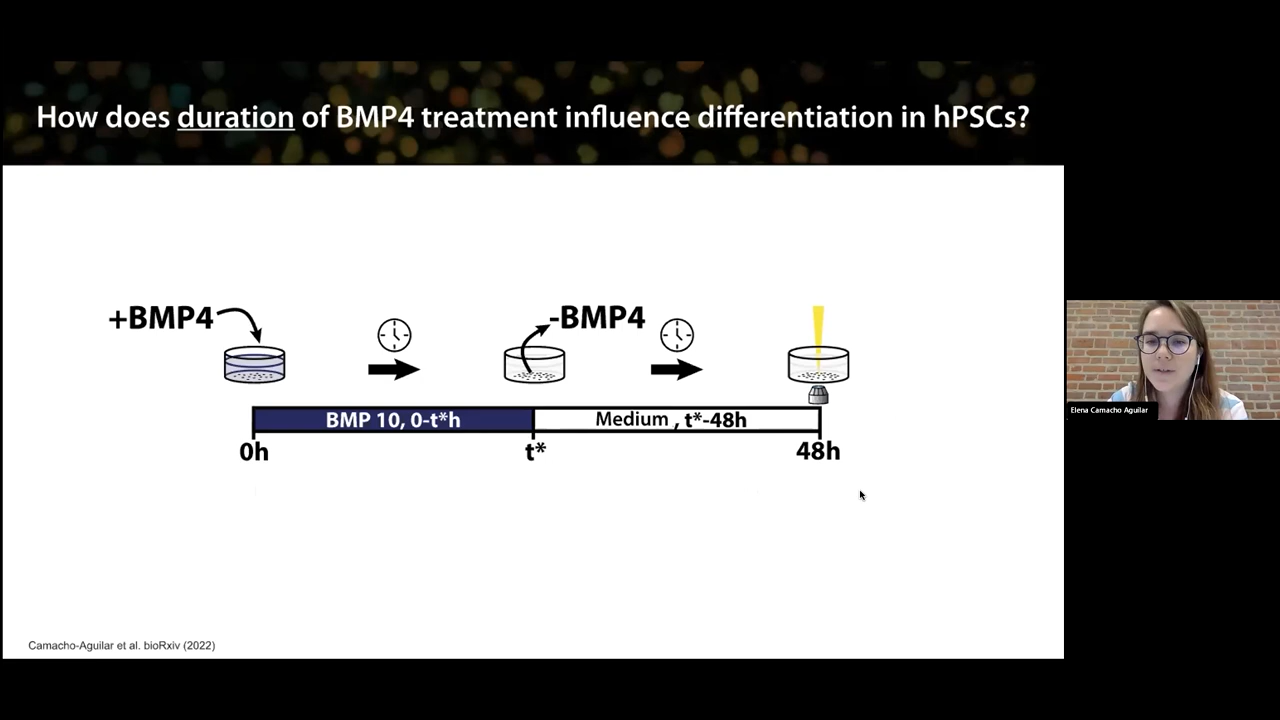 How does duration of BMP4 treatment influence differentiation in hPSCs?
+BMP4
-BMP4
BMP 10, 0-t*h
Medium , t*-48h
0h
t*
48h
Elena Camacho Aguilar
Camacho-Aguilar et al. bioRxiv (2022)